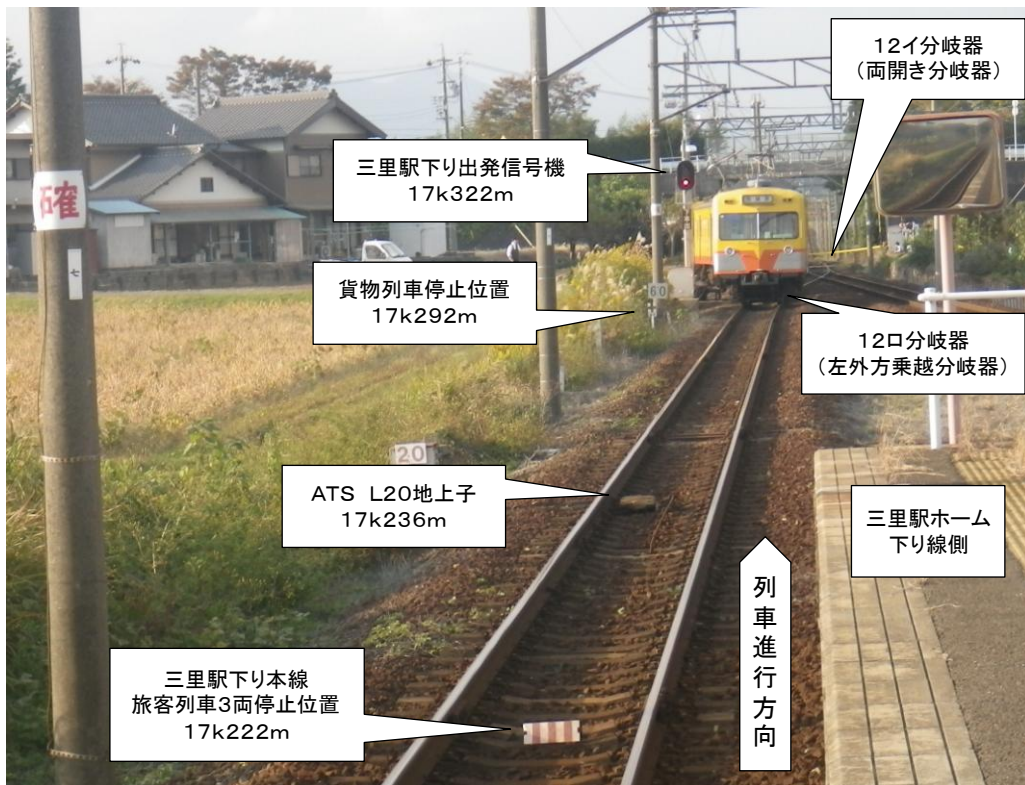 12イ分岐器
(両開き分岐器)
三里駅下り出発信号機
17k322m
確
七
貨物列車停止位置
17k292m
60
12ロ分岐器
(左外方乗越分岐器)
20
ATS L20地上子
17k236m
三里駅ホーム
下り線側
列車進行方向
三里駅下り本線
旅客列車3両停止位置
17k222m